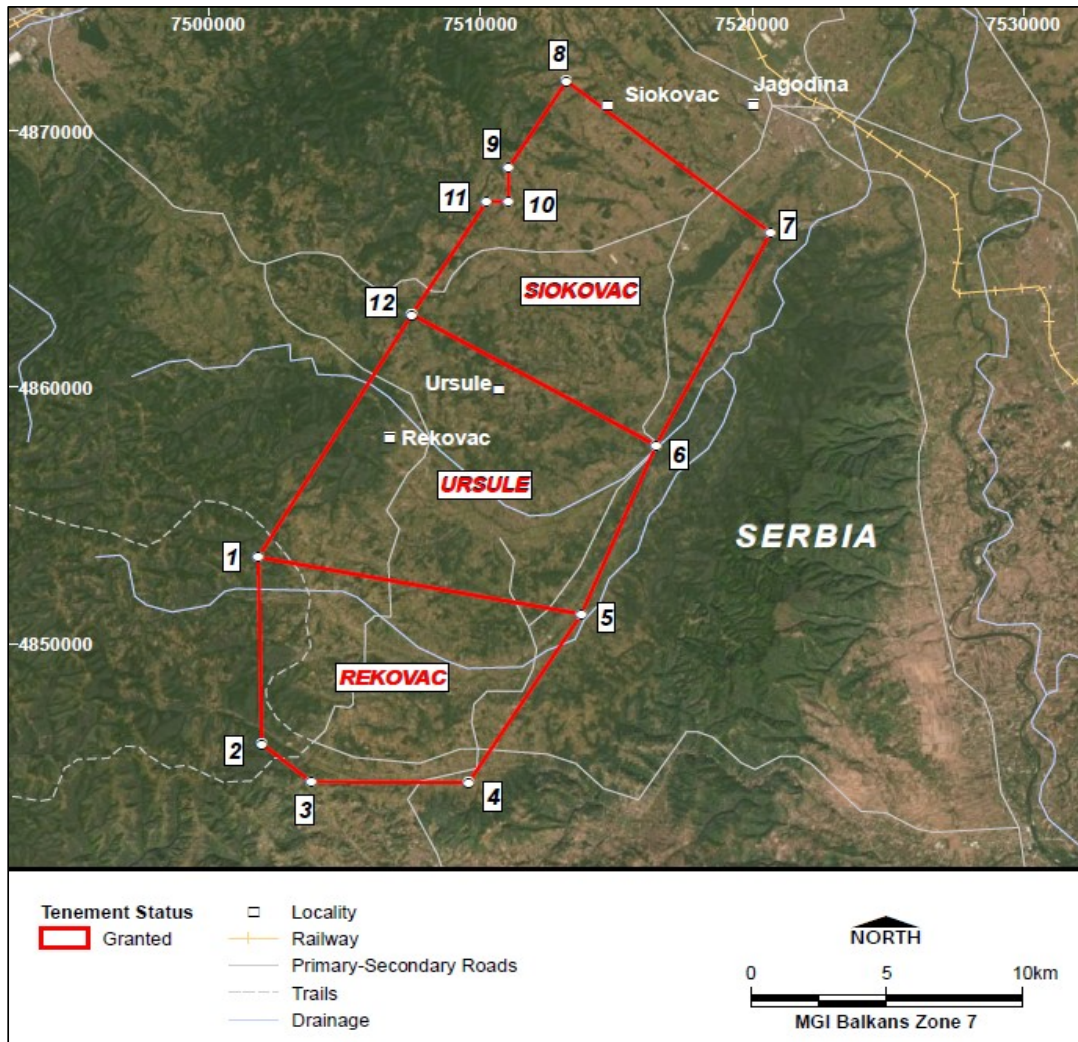 7500000 7510000 7520000 7530000
8
Siokovac
Jagodina
4870000
9
11
10
7
SIOKOVAC
12
Ursule
4860000
Rekovac
6
URSULE
SERBIA
1
5
4850000
REKOVAC
2
3
4
Tenement Status
Granted
Locality
Railway
Primary-Secondary Roads
Trails
Drainage
NORTH
0 5 10km
MGI Balkans Zone 7